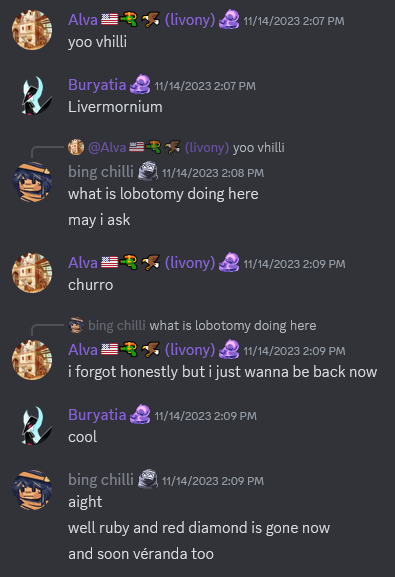 Alva (livony) 11/14/2023 2:07 PM
yoo vhilli
Buryatia 11/14/2023 2:07 PM
Livermornium
@Alva (livony) yoo vhilli
bing chilli 11/14/2023 2:08 PM
what is lobotomy doing here
may i ask
Alva (livony) 11/14/2023 2:09 PM
churro
bing chilli what is lobotomy doing here
Alva (livony) 11/14/2023 2:09 PM
i forgot honestly but i just wanna be back now
Buryatia 11/14/2023 2:09 PM
cool
bing chilli 11/14/2023 2:09 PM
aight
well ruby and red diamond is gone now
and soon véranda too